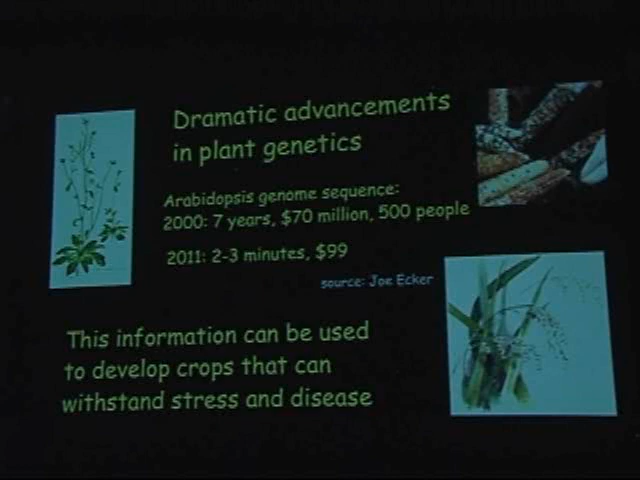 Dramatic advancements
in plant genetics
Arabidopsis genome sequence:
2000: 7 years, $70 million, 500 people
2011: 2-3 minutes, $99
source: Joe Ecker
This information can be used
to develop crops that can
withstand stress and disease